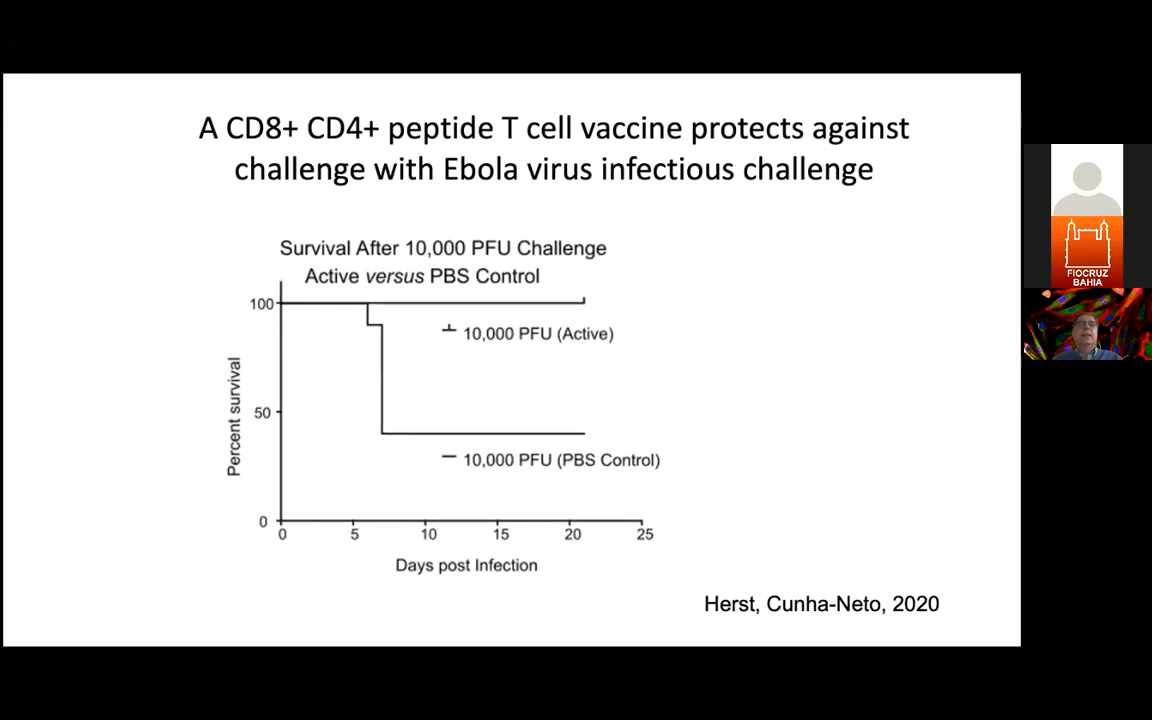 A CD8+ CD4+ peptide T cell vaccine protects against
challenge with Ebola virus infectious challenge
Survival After 10,000 PFU Challenge
Active versus PBS Control
100
10,000 PFU (Active)
Percent survival
50
10,000 PFU (PBS Control)
0
0 5 10 15 20 25
Days post Infection
Herst, Cunha-Neto, 2020
FIOCRUZ
BAHIA